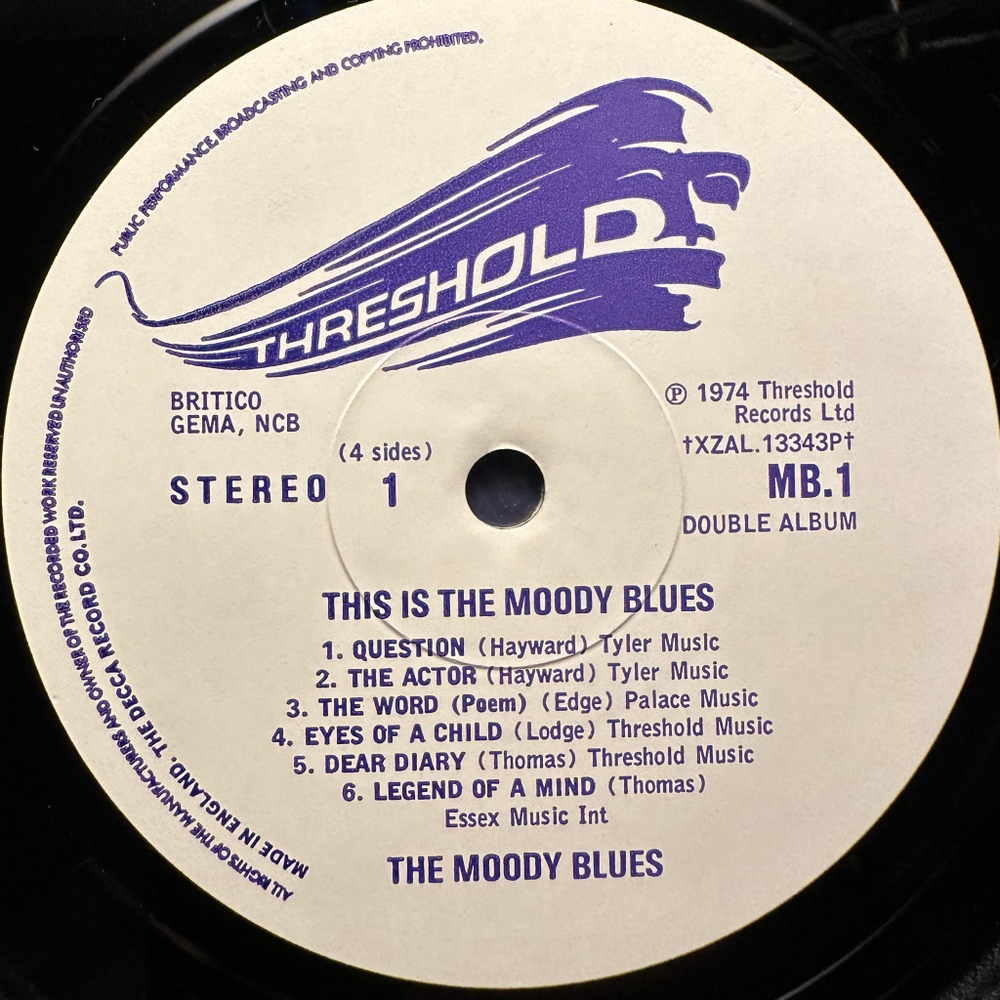 PUBLIC PERFORMANCE, BROADCASTING AND COPYING PROHIBITED.
THRESHOLD
BRITICO
GEMA, NCB
(4 sides)
STEREO 1
℗ 1974 Threshold
Records Ltd
†XZAL.13343P†
MB.1
DOUBLE ALBUM
THIS IS THE MOODY BLUES
1. QUESTION (Hayward) Tyler Music
2. THE ACTOR (Hayward) Tyler Music
3. THE WORD (Poem) (Edge) Palace Music
4. EYES OF A CHILD (Lodge) Threshold Music
5. DEAR DIARY (Thomas) Threshold Music
6. LEGEND OF A MIND (Thomas)
Essex Music Int
THE MOODY BLUES
ALL RIGHTS OF THE MANUFACTURERS AND OWNER OF THE RECORDED WORK RESERVED UNAUTHORISED
MADE IN ENGLAND. THE DECCA RECORD CO. LTD.